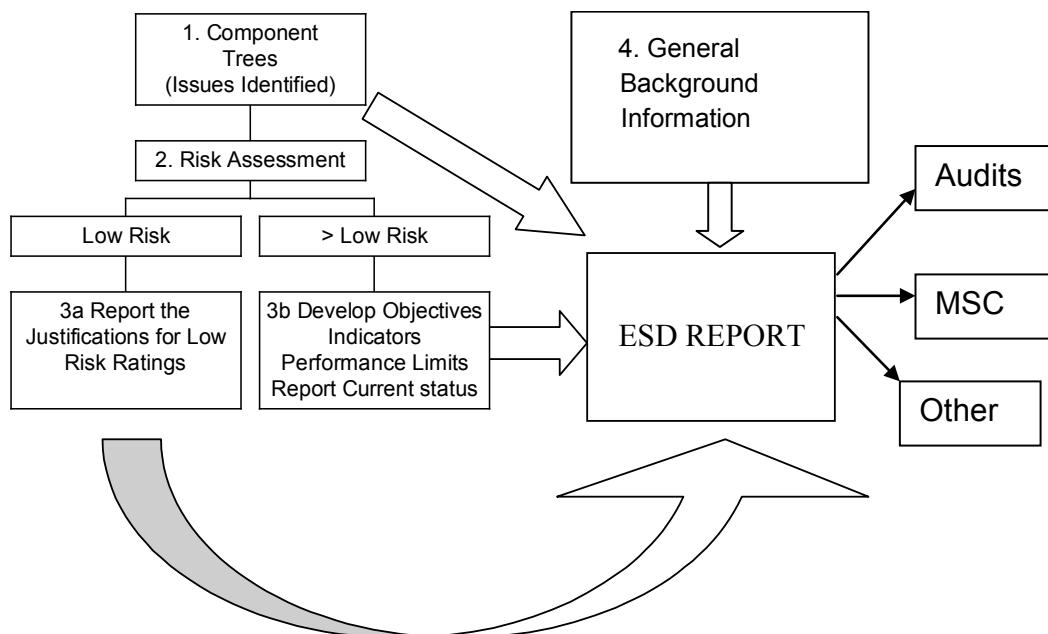 1. Component
Trees
(Issues Identified)
2. Risk Assessment
Low Risk
> Low Risk
3a Report the
Justifications for Low
Risk Ratings
3b Develop Objectives
Indicators
Performance Limits
Report Current status
4. General
Background
Information
ESD REPORT
Audits
MSC
Other